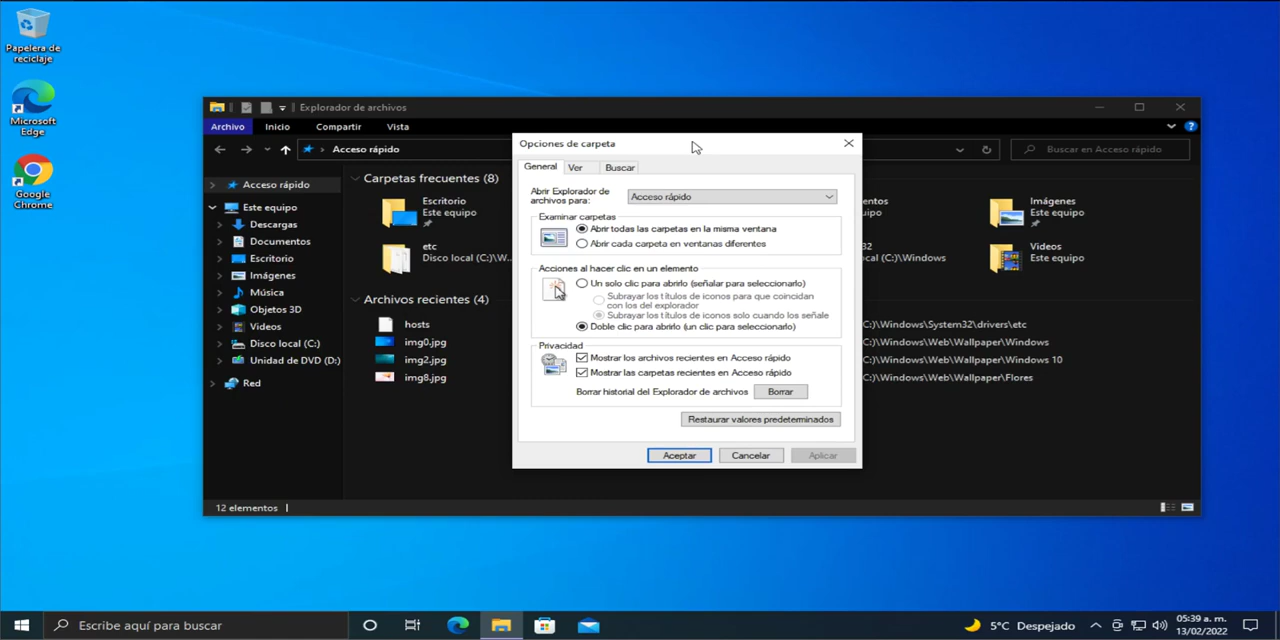 Papelera de
reciclaje
Microsoft
Edge
Google
Chrome
Explorador de archivos
Archivo Inicio Compartir Vista
Acceso rápido
Buscar en Acceso rápido
Acceso rápido
Este equipo
Descargas
Documentos
Escritorio
Imágenes
Música
Objetos 3D
Videos
Disco local (C:)
Unidad de DVD (D:)
Red
Carpetas frecuentes (8)
Escritorio
Este equipo
etc
Disco local (C:)\W...
Imágenes
Este equipo
Videos
Este equipo
cal (C:)\Windows
Archivos recientes (4)
hosts
img0.jpg
img2.jpg
img8.jpg
C:)\Windows\System32\drivers\etc
C:)\Windows\Web\Wallpaper\Windows
C:)\Windows\Web\Wallpaper\Windows 10
C:)\Windows\Web\Wallpaper\Flores
12 elementos
Opciones de carpeta
General Ver Buscar
Abrir Explorador de
archivos para:
Acceso rápido
Examinar carpetas
Abrir todas las carpetas en la misma ventana
Abrir cada carpeta en ventanas diferentes
Acciones al hacer clic en un elemento
Un solo clic para abrirlo (señalar para seleccionarlo)
Subrayar los títulos de iconos para que coincidan
con los del explorador
Subrayar los títulos de iconos solo cuando los señale
Doble clic para abrirlo (un clic para seleccionarlo)
Privacidad
Mostrar los archivos recientes en Acceso rápido
Mostrar las carpetas recientes en Acceso rápido
Borrar historial del Explorador de archivos
Borrar
Restaurar valores predeterminados
Aceptar Cancelar Aplicar
Escribe aquí para buscar
5°C Despejado
05:39 a. m.
13/02/2022